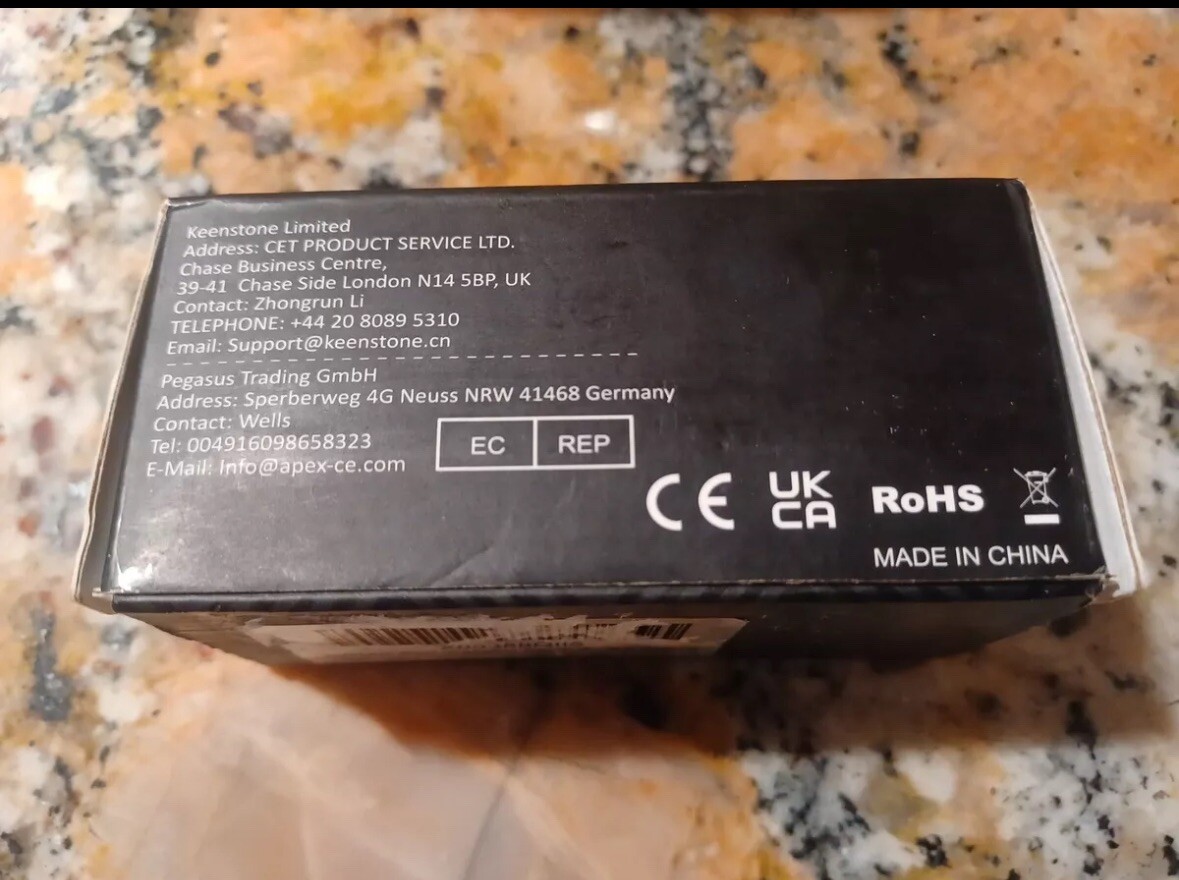 Keenstone Limited
Address: CET PRODUCT SERVICE LTD.
Chase Business Centre,
39-41 Chase Side London N14 5BP, UK
Contact: Zhongrun Li
TELEPHONE: +44 20 8089 5310
Email: Support@keenstone.cn
Pegasus Trading GmbH
Address: Sperberweg 4G Neuss NRW 41468 Germany
Contact: Wells
Tel: 004916098658323
E-Mail: Info@apex-ce.com
EC REP
CE UK CA RoHS
MADE IN CHINA